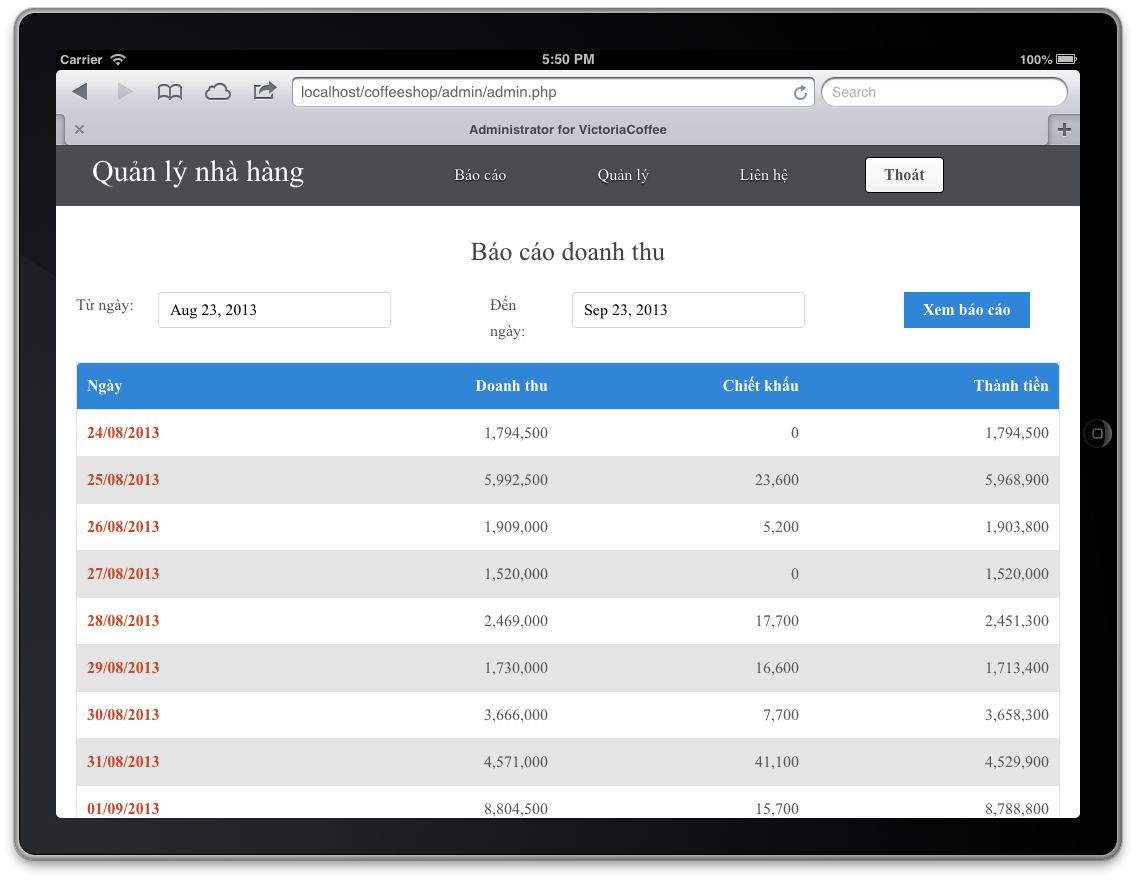 Carrier 5:50 PM 100%
localhost/coffeeshop/admin/admin.php Search
Administrator for VictoriaCoffee
Quản lý nhà hàng Báo cáo Quản lý Liên hệ Thoát
Báo cáo doanh thu
Từ ngày: Aug 23, 2013 Đến ngày: Sep 23, 2013 Xem báo cáo
Ngày Doanh thu Chiết khấu Thành tiền
24/08/2013 1,794,500 0 1,794,500
25/08/2013 5,992,500 23,600 5,968,900
26/08/2013 1,909,000 5,200 1,903,800
27/08/2013 1,520,000 0 1,520,000
28/08/2013 2,469,000 17,700 2,451,300
29/08/2013 1,730,000 16,600 1,713,400
30/08/2013 3,666,000 7,700 3,658,300
31/08/2013 4,571,000 41,100 4,529,900
01/09/2013 8,804,500 15,700 8,788,800